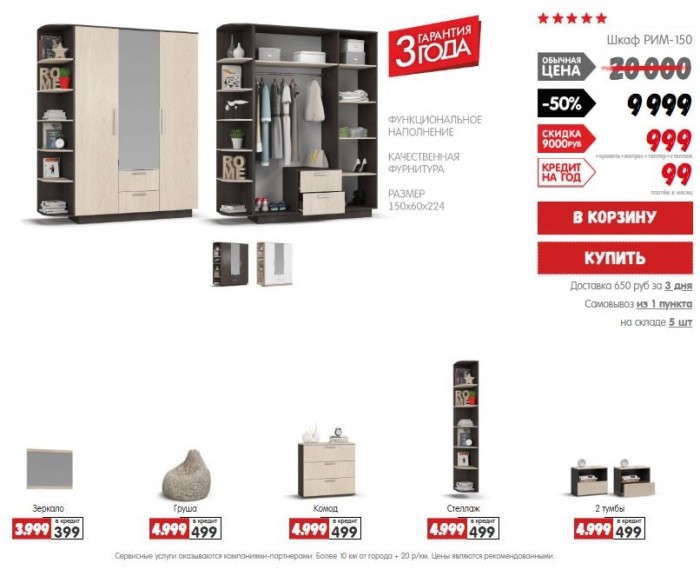 3 ГАРАНТИЯ
ГОДА
ФУНКЦИОНАЛЬНОЕ
НАПОЛНЕНИЕ
КАЧЕСТВЕННАЯ
ФУРНИТУРА
РАЗМЕР
150x60x224
Шкаф РИМ-150
ОБЫЧНАЯ
ЦЕНА
20 000
-50%
9 999
СКИДКА
9000РУБ
999
+кровать+матрас+топпер+стеллаж
КРЕДИТ
НА ГОД
99
платёж в месяц
В КОРЗИНУ
КУПИТЬ
Доставка 650 руб за 3 дня
Самовывоз из 1 пункта
на складе 5 шт
ROME
ROME
ROME
ROME
ROME
Зеркало
3.999 в кредит 399
Груша
4.999 в кредит 499
Комод
4.999 в кредит 499
Стеллаж
4.999 в кредит 499
2 тумбы
4.999 в кредит 499
Сервисные услуги оказываются компаниями-партнерами. Более 10 км от города + 20 р/км. Цены являются рекомендованными.